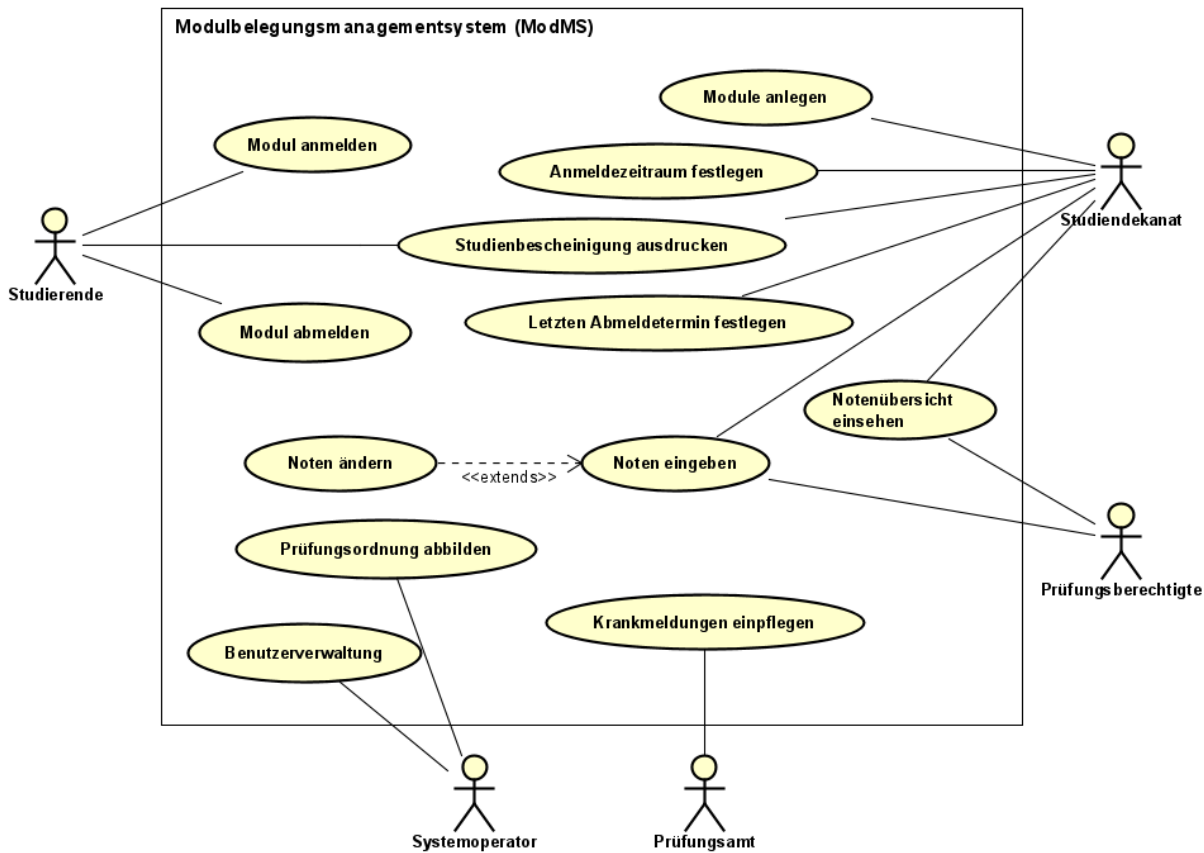 Modulbelegungsmanagementsystem (ModMS)
Module anlegen
Modul anmelden
Anmeldezeitraum festlegen
Studiendekanat
Studienbescheinigung ausdrucken
Studierende
Letzten Abmeldetermin festlegen
Modul abmelden
Notenübersicht
einsehen
Noten ändern
<<extends>>
Noten eingeben
Prüfungsordnung abbilden
Prüfungsberechtigte
Krankmeldungen einpflegen
Benutzerverwaltung
Systemoperator
Prüfungsamt